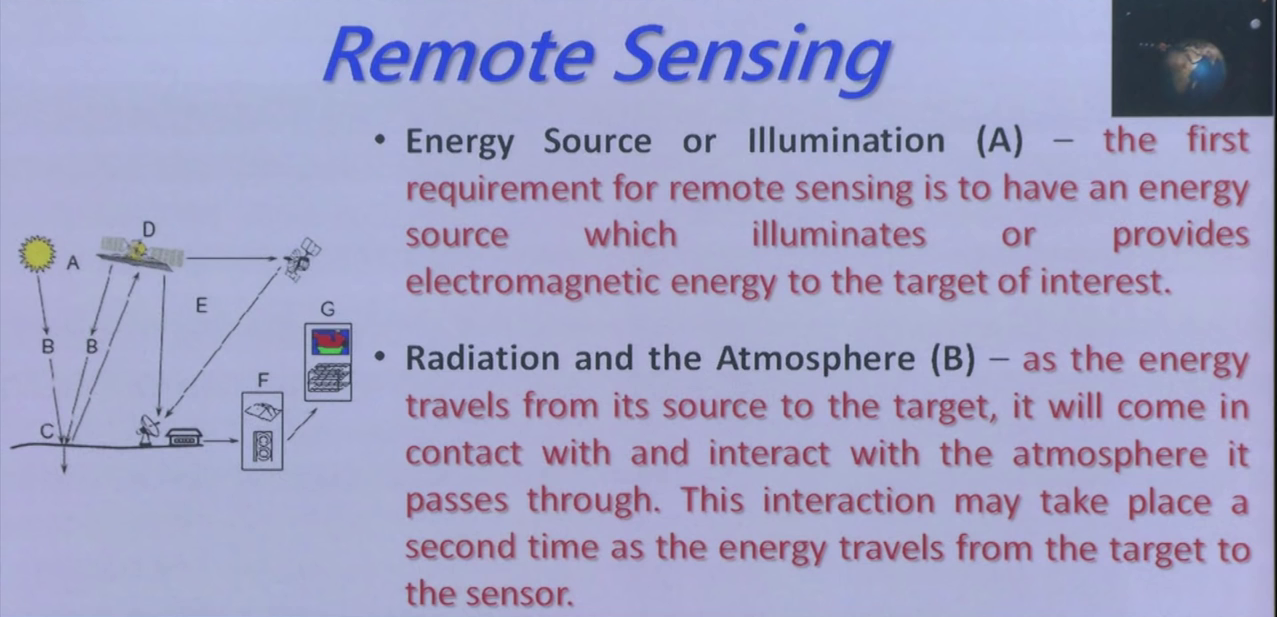 Remote Sensing
• Energy Source or Illumination (A) – the first
requirement for remote sensing is to have an energy
source which illuminates or provides
electromagnetic energy to the target of interest.
• Radiation and the Atmosphere (B) – as the energy
travels from its source to the target, it will come in
contact with and interact with the atmosphere it
passes through. This interaction may take place a
second time as the energy travels from the target to
the sensor.
D
A
E
G
B B
F
C